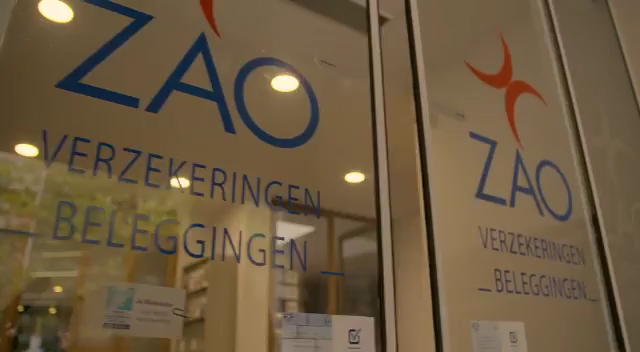 ZAO
VERZEKERINGEN
_ BELEGGINGEN _
ZAO
VERZEKERINGEN
_ BELEGGINGEN _